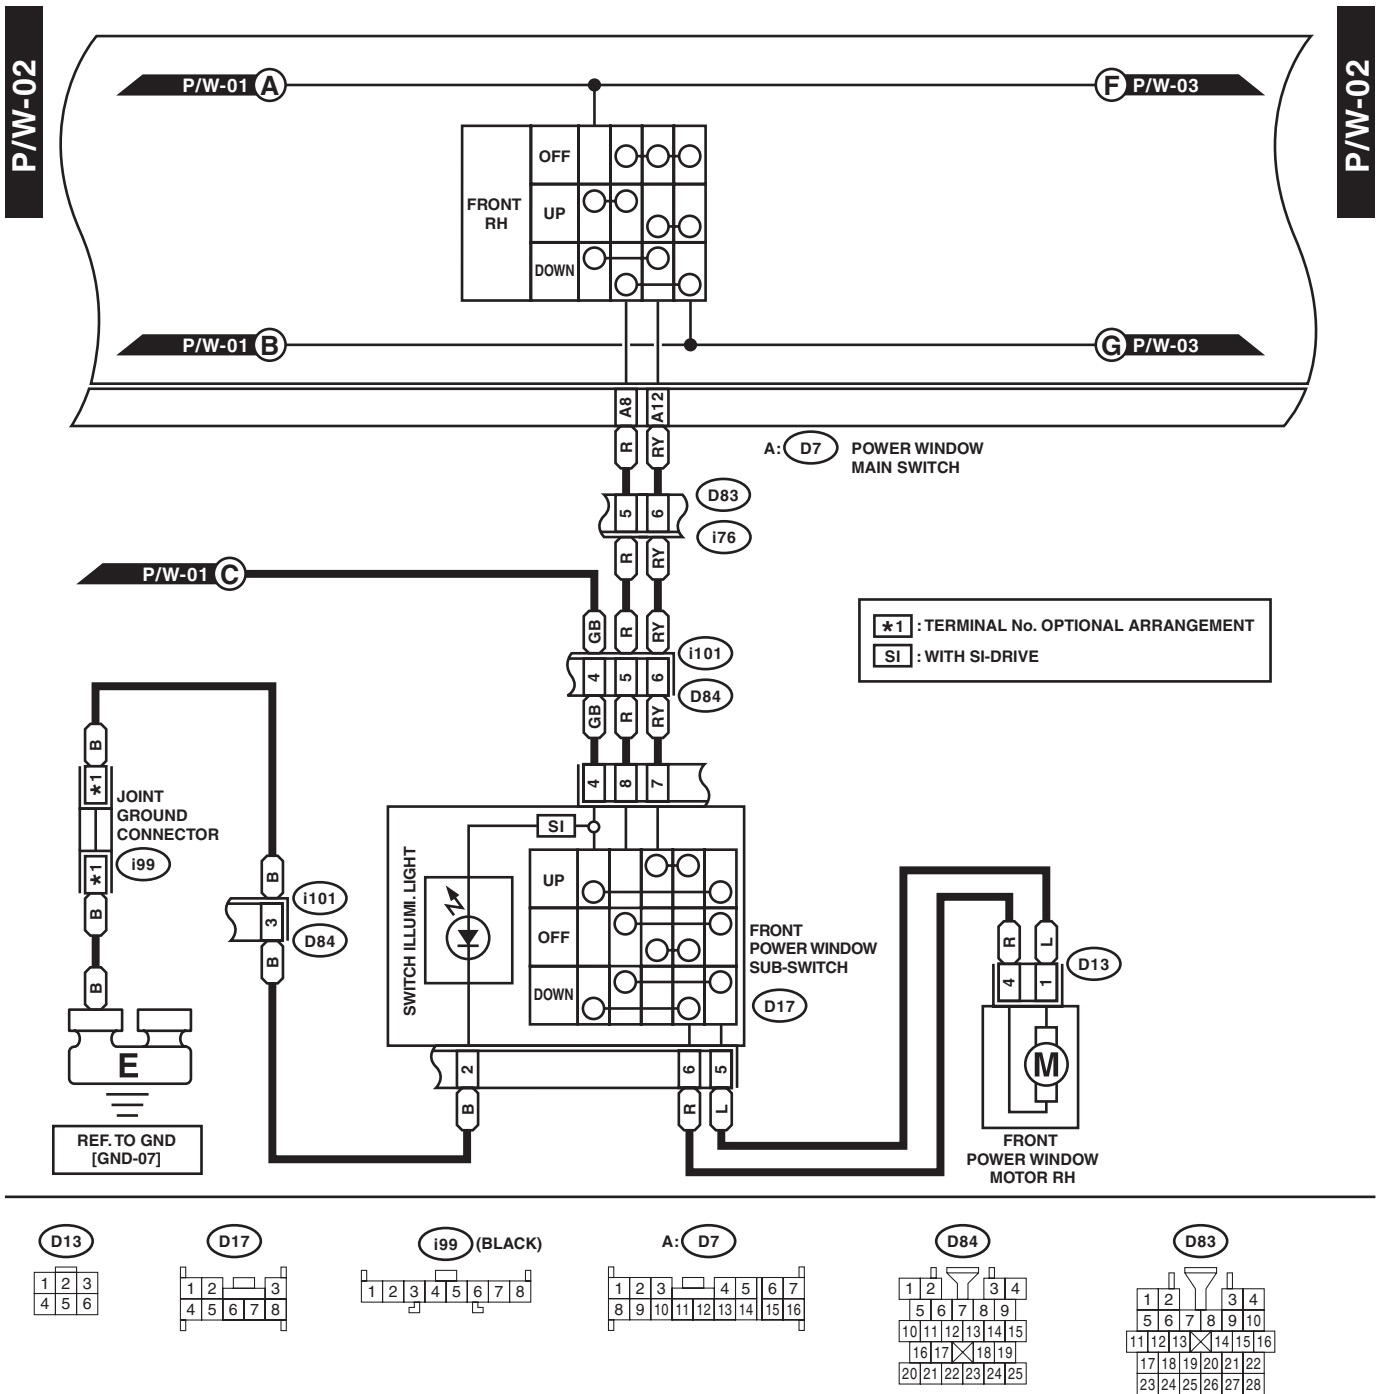 P/W-02
P/W-02
P/W-01 A
F P/W-03
FRONT
RH
OFF
UP
DOWN
P/W-01 B
G P/W-03
A8 A12
R RY
A: D7 POWER WINDOW
MAIN SWITCH
5 6
D83
i76
R RY
P/W-01 C
GB R RY
i101
4 5 6
D84
GB R RY
4 8 7
*1 : TERMINAL No. OPTIONAL ARRANGEMENT
SI : WITH SI-DRIVE
B
*1
JOINT
GROUND
CONNECTOR
i99
*1
B
B
E
REF. TO GND
[GND-07]
B
i101
3
D84
B
SWITCH ILLUMI. LIGHT
SI
UP
OFF
DOWN
FRONT
POWER WINDOW
SUB-SWITCH
D17
2 6 5
B R L
R L
D13
4 1
M
FRONT
POWER WINDOW
MOTOR RH
D13
1 2 3
4 5 6
D17
1 2 3
4 5 6 7 8
i99 (BLACK)
1 2 3 4 5 6 7 8
A: D7
1 2 3 4 5 6 7
8 9 10 11 12 13 14 15 16
D84
1 2 3 4
5 6 7 8 9
10 11 12 13 14 15
16 17 18 19
20 21 22 23 24 25
D83
1 2 3 4
5 6 7 8 9 10
11 12 13 14 15 16
17 18 19 20 21 22
23 24 25 26 27 28